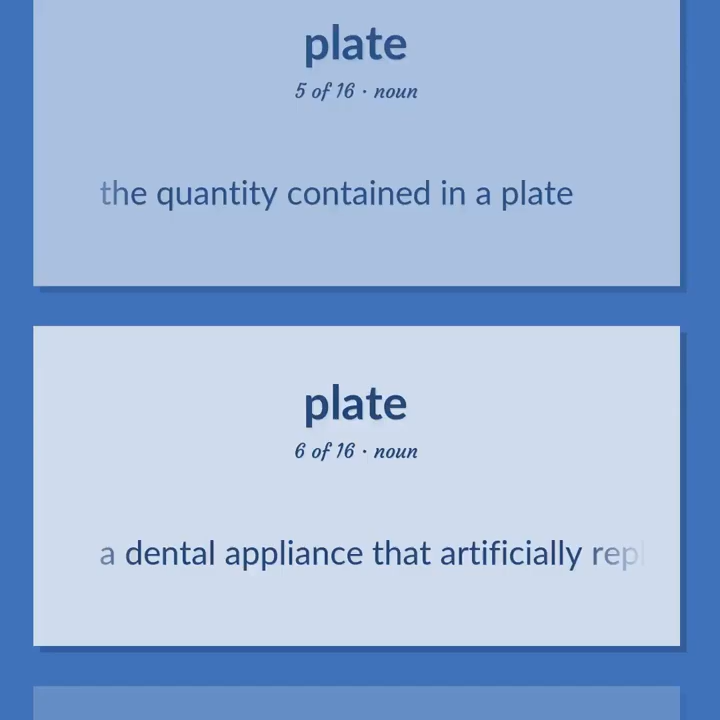 plate
5 of 16 · noun
the quantity contained in a plate
plate
6 of 16 · noun
a dental appliance that artificially